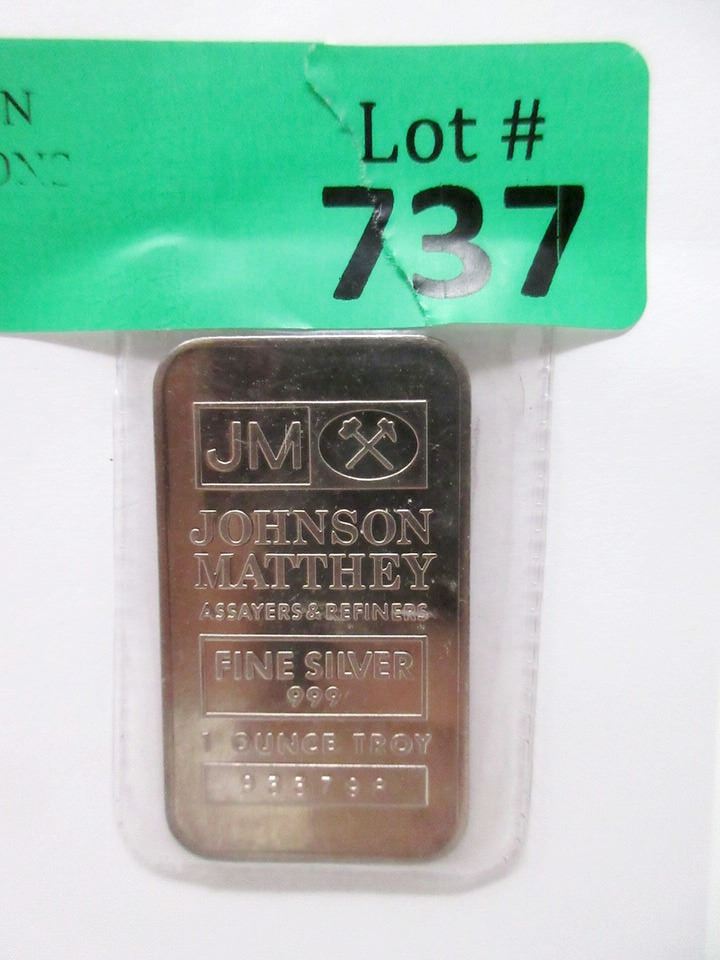 N
Lot #
737
JM
JOHNSON
MATTHEY
ASSAYERS & REFINERS
FINE SILVER
999
1 OUNCE TROY